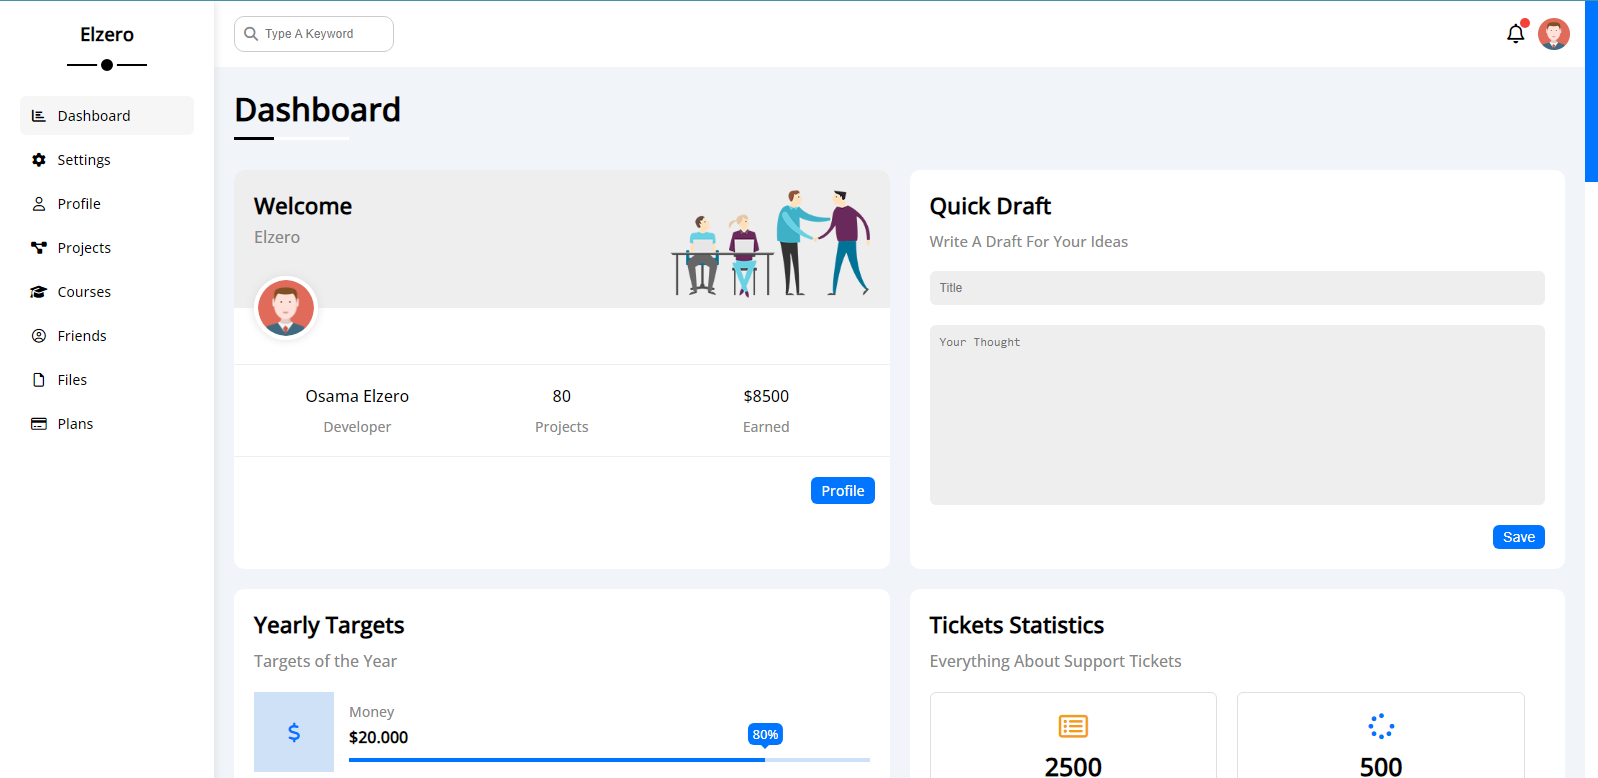 Elzero
Type A Keyword
Dashboard
Settings
Profile
Projects
Courses
Friends
Files
Plans
Dashboard
Welcome
Elzero
Osama Elzero
80
$8500
Developer
Projects
Earned
Profile
Quick Draft
Write A Draft For Your Ideas
Title
Your Thought
Save
Yearly Targets
Targets of the Year
$
Money
$20.000
80%
Tickets Statistics
Everything About Support Tickets
2500
500